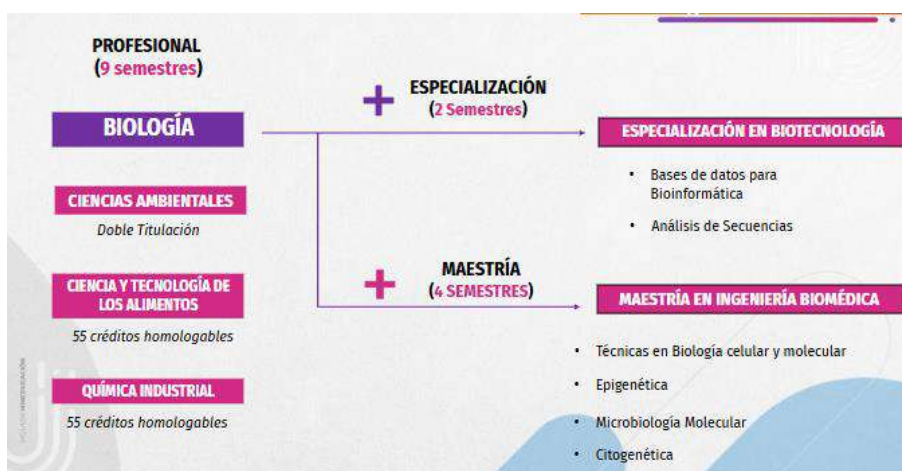 PROFESIONAL
(9 semestres)
BIOLOGÍA
CIENCIAS AMBIENTALES
Doble Titulación
CIENCIA Y TECNOLOGÍA DE
LOS ALIMENTOS
55 créditos homologables
QUÍMICA INDUSTRIAL
55 créditos homologables
+
ESPECIALIZACIÓN
(2 Semestres)
+
MAESTRÍA
(4 SEMESTRES)
ESPECIALIZACIÓN EN BIOTECNOLOGÍA
• Bases de datos para
Bioinformática
• Análisis de Secuencias
MAESTRÍA EN INGENIERÍA BIOMÉDICA
• Técnicas en Biología celular y molecular
• Epigenética
• Microbiología Molecular
• Citogenética